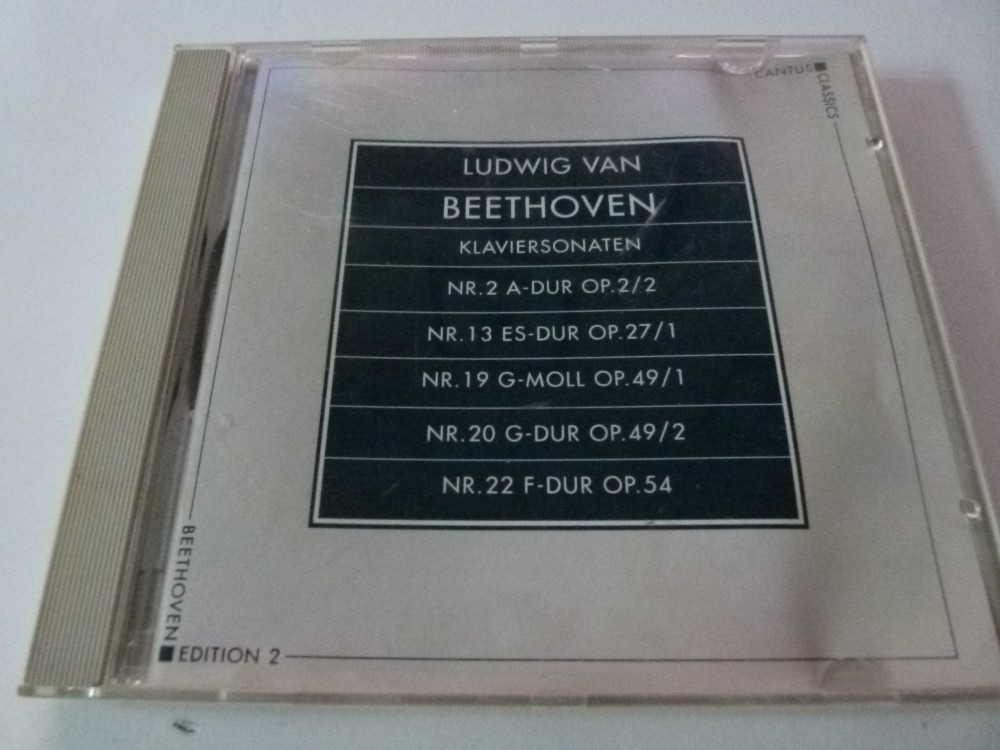 CANTUS
CLASSICS
LUDWIG VAN
BEETHOVEN
KLAVIERSONATEN
NR.2 A-DUR OP.2/2
NR.13 ES-DUR OP.27/1
NR.19 G-MOLL OP.49/1
NR.20 G-DUR OP.49/2
NR.22 F-DUR OP.54
BEETHOVEN
EDITION 2